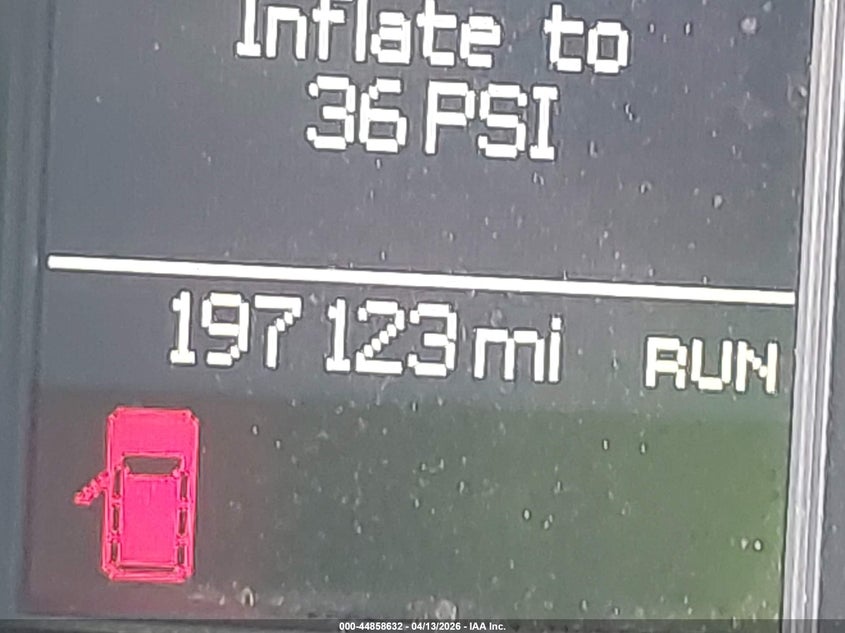 Inflate to
36 PSI
197123 mi RUN
000-44858632 - 04/13/2026 - IAA Inc.